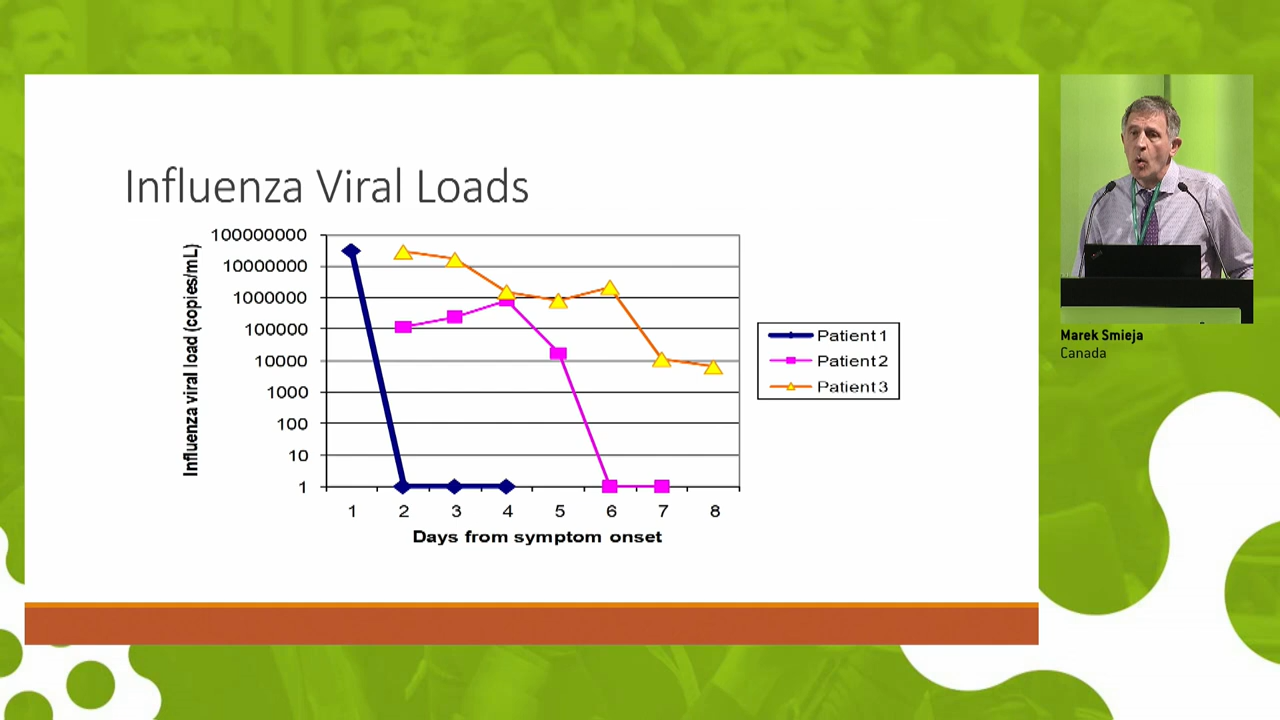 Influenza Viral Loads
Influenza viral load (copies/mL)
100000000
10000000
1000000
100000
10000
1000
100
10
1
1 2 3 4 5 6 7 8
Days from symptom onset
Patient 1
Patient 2
Patient 3
Marek Smieja
Canada